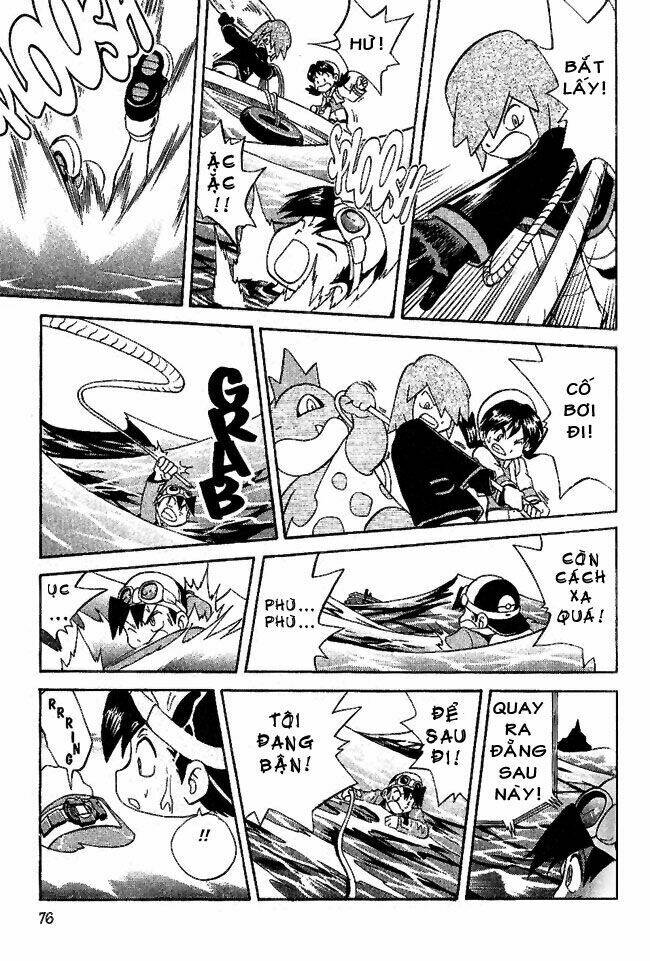 BẮT
LẤY!
HỪ!
SPLOOSH
ẶC
ẶC
!!
SPLOOSH
CỐ
BƠI
ĐI!
GRAB
CÒN
CÁCH
XA
QUÁ!
PHÙ...
PHÙ...
ỤC
...
QUAY
RA
ĐẰNG
SAU
NÀY!
ĐỂ
SAU
ĐI!
TÔI
ĐANG
BẬN!
RRRING
!!
76